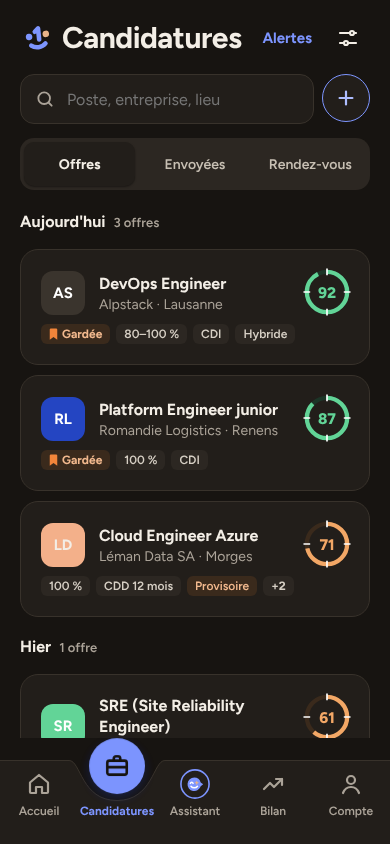 Candidatures
Alertes
Poste, entreprise, lieu
Offres
Envoyées
Rendez-vous
Aujourd'hui 3 offres
AS
DevOps Engineer
Alpstack · Lausanne
92
Gardée
80–100 %
CDI
Hybride
RL
Platform Engineer junior
Romandie Logistics · Renens
87
Gardée
100 %
CDI
LD
Cloud Engineer Azure
Léman Data SA · Morges
71
100 %
CDD 12 mois
Provisoire
+2
Hier 1 offre
SR
SRE (Site Reliability
Engineer)
61
Accueil
Candidatures
Assistant
Bilan
Compte